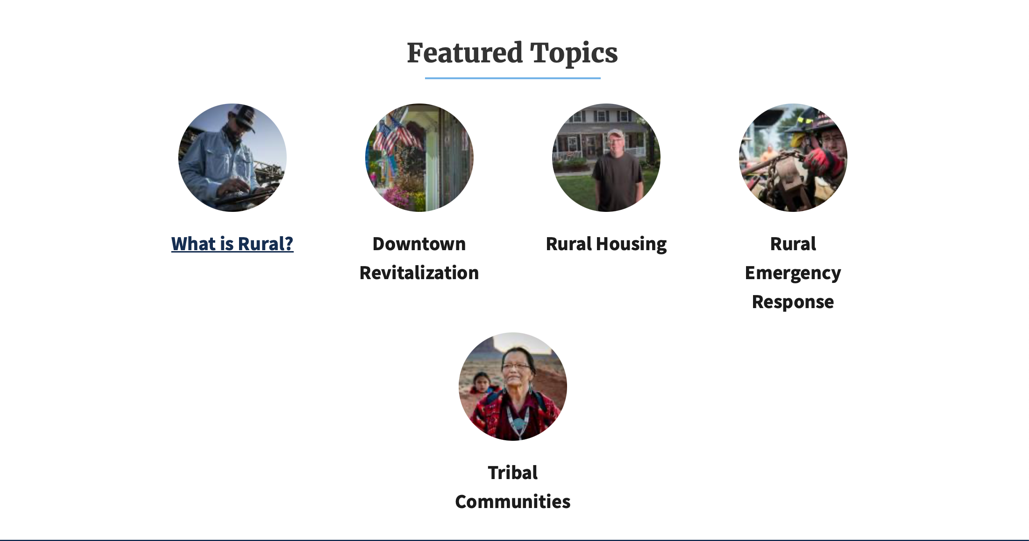 Featured Topics
What is Rural?
Downtown
Revitalization
Rural Housing
Rural
Emergency
Response
Tribal
Communities